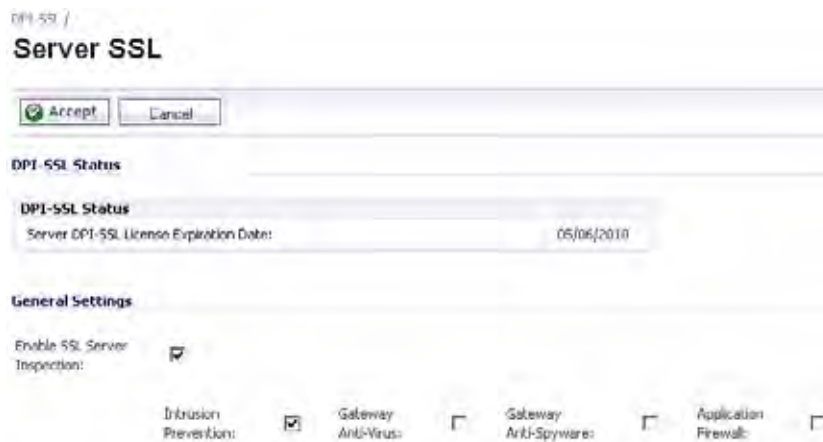 DPI-SSL /
Server SSL
Accept
Cancel
DPI-SSL Status
DPI-SSL Status
Server DPI-SSL License Expiration Date: 05/06/2010
General Settings
Enable SSL Server
Inspection:
Intrusion
Prevention:
Gateway
Anti-Virus:
Gateway
Anti-Spyware:
Application
Firewall: